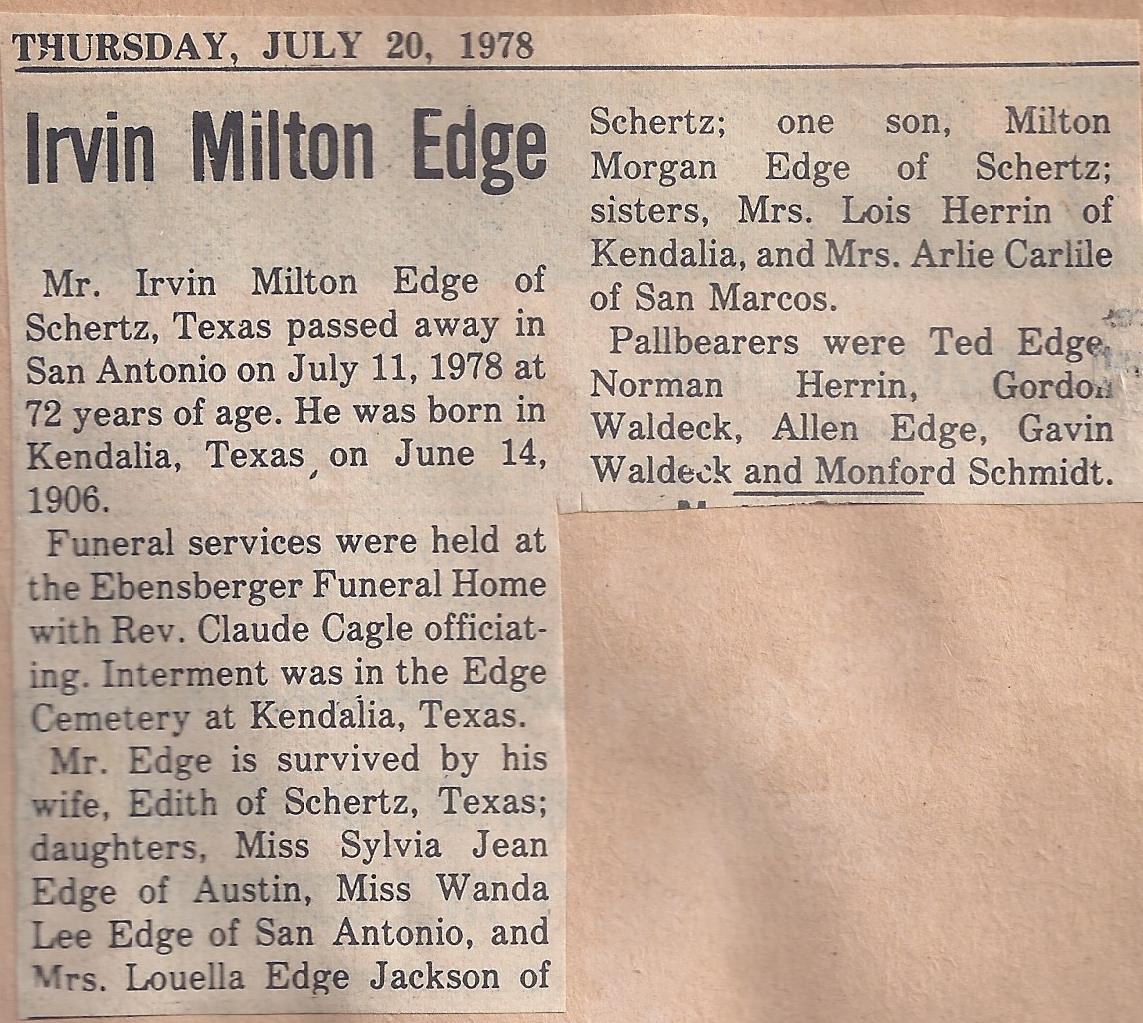 THURSDAY, JULY 20, 1978
Irvin Milton Edge
Mr. Irvin Milton Edge of
Schertz, Texas passed away in
San Antonio on July 11, 1978 at
72 years of age. He was born in
Kendalia, Texas, on June 14,
1906.
Funeral services were held at
the Ebensberger Funeral Home
with Rev. Claude Cagle officiat-
ing. Interment was in the Edge
Cemetery at Kendalia, Texas.
Mr. Edge is survived by his
wife, Edith of Schertz, Texas;
daughters, Miss Sylvia Jean
Edge of Austin, Miss Wanda
Lee Edge of San Antonio, and
Mrs. Louella Edge Jackson of
Schertz; one son, Milton
Morgan Edge of Schertz;
sisters, Mrs. Lois Herrin of
Kendalia, and Mrs. Arlie Carlile
of San Marcos.
Pallbearers were Ted Edge,
Norman Herrin, Gordon
Waldeck, Allen Edge, Gavin
Waldeck and Monford Schmidt.